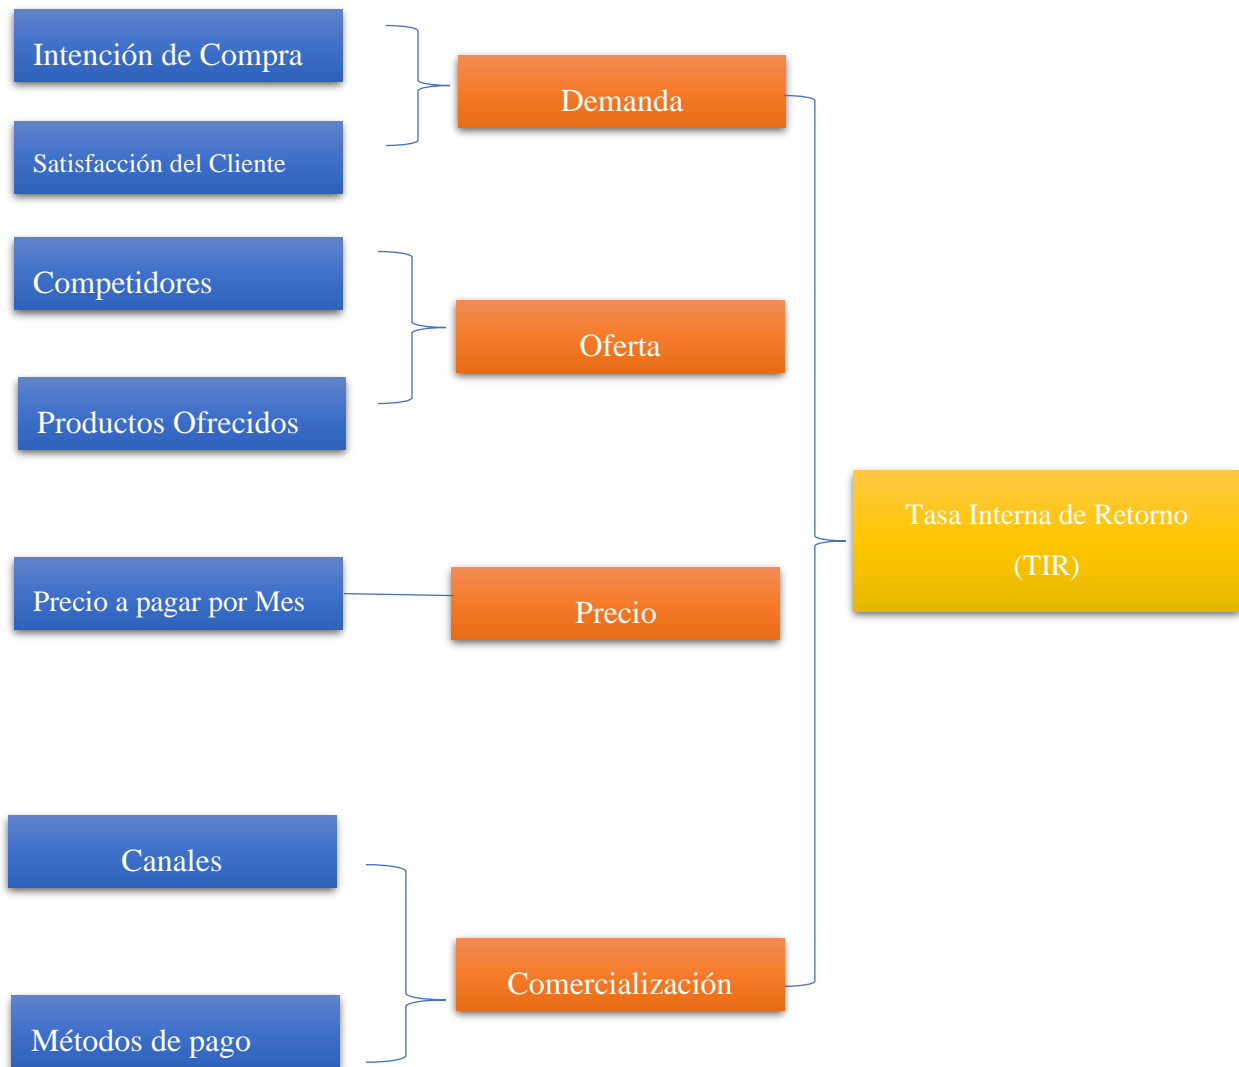 Intención de Compra
Demanda
Satisfacción del Cliente
Competidores
Oferta
Productos Ofrecidos
Tasa Interna de Retorno
(TIR)
Precio a pagar por Mes
Precio
Canales
Comercialización
Métodos de pago